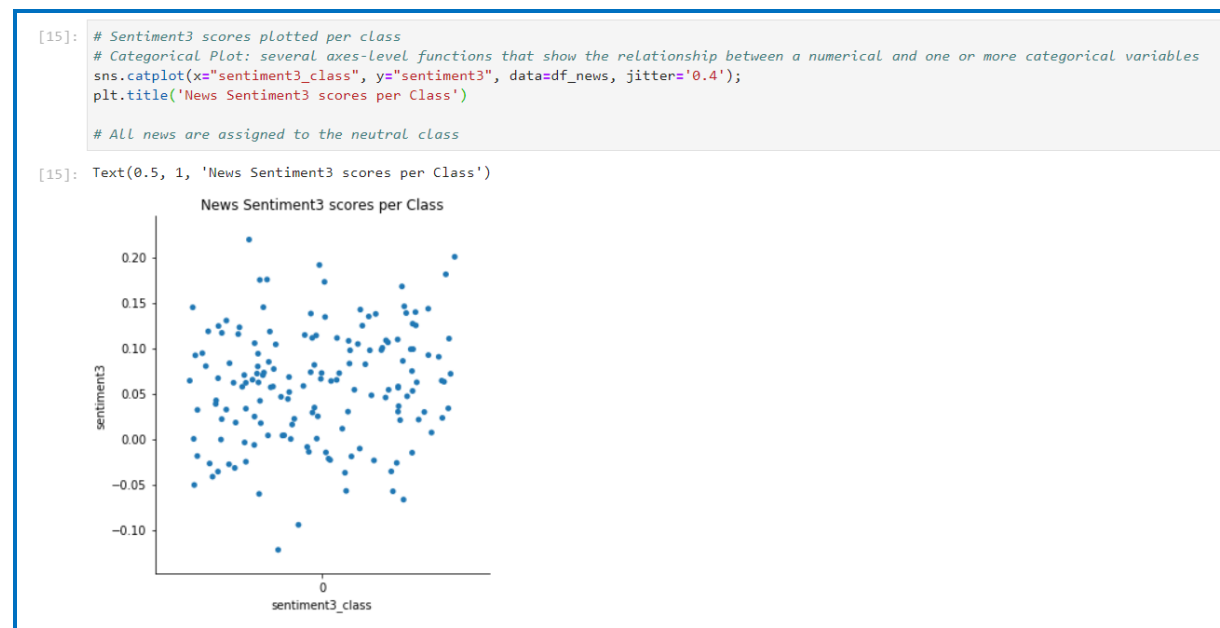 [15]: # Sentiment3 scores plotted per class
# Categorical Plot: several axes-level functions that show the relationship between a numerical and one or more categorical variables
sns.catplot(x="sentiment3_class", y="sentiment3", data=df_news, jitter='0.4');
plt.title('News Sentiment3 scores per Class')
# All news are assigned to the neutral class
[15]: Text(0.5, 1, 'News Sentiment3 scores per Class')
News Sentiment3 scores per Class
0.20
0.15
0.10
0.05
0.00
−0.05
−0.10
sentiment3
0
sentiment3_class